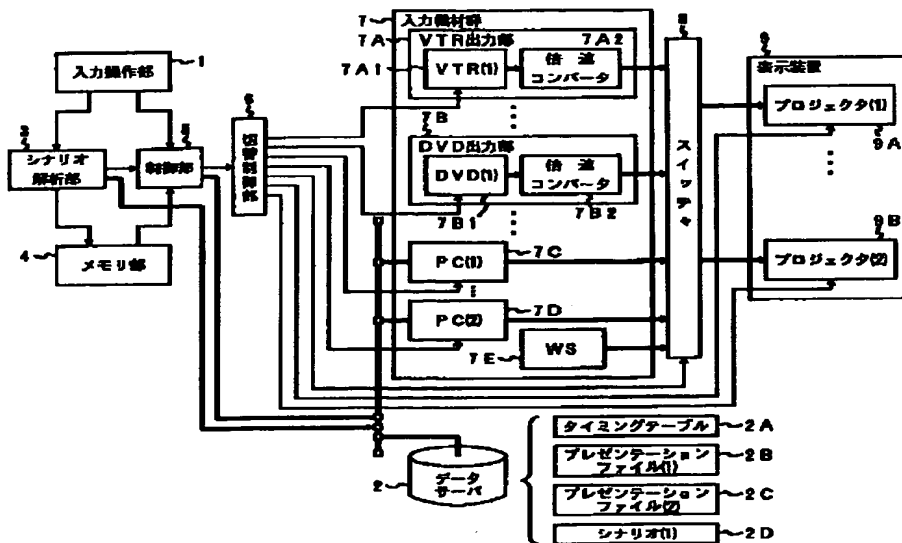 入力操作部
1
3
シナリオ
解析部
制御部
5
4
メモリ部
6
切替制御部
7
入力機材群
7A
VTR出力部
7A2
7A1
VTR(1)
倍速
コンバータ
7B
DVD出力部
DVD(1)
倍速
コンバータ
7B1
7B2
PC(1)
7C
PC(2)
7D
7E
WS
8
スイッチャ
9
表示装置
プロジェクタ(1)
9A
9B
プロジェクタ(2)
2
データ
サーバ
タイミングテーブル
2A
プレゼンテーション
ファイル(1)
2B
プレゼンテーション
ファイル(2)
2C
シナリオ(1)
2D